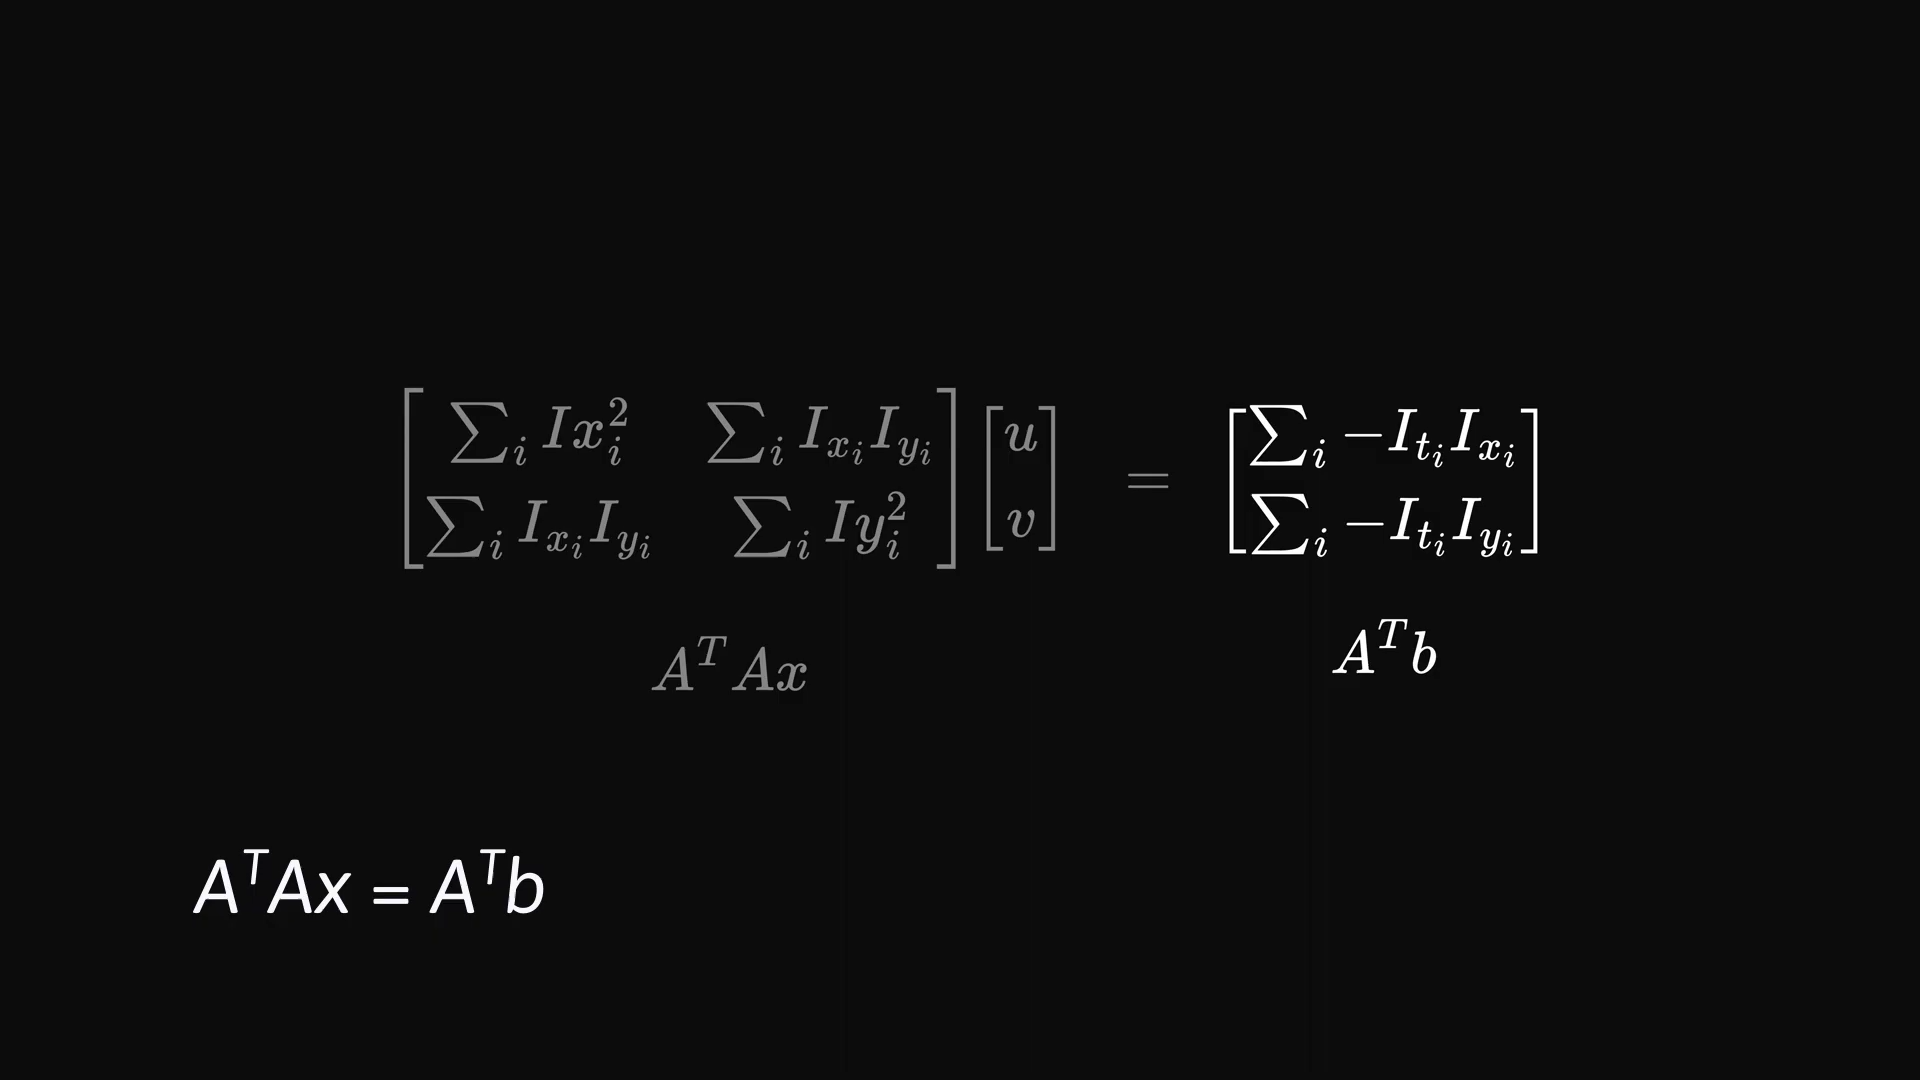 [ ∑ᵢ Ixᵢ² ∑ᵢ I_{xᵢ}I_{yᵢ} ] [ u ] = [ ∑ᵢ −I_{tᵢ}I_{xᵢ} ]
[ ∑ᵢ I_{xᵢ}I_{yᵢ} ∑ᵢ Iyᵢ² ] [ v ] [ ∑ᵢ −I_{tᵢ}I_{yᵢ} ]
AᵀAx Aᵀb
AᵀAx = Aᵀb